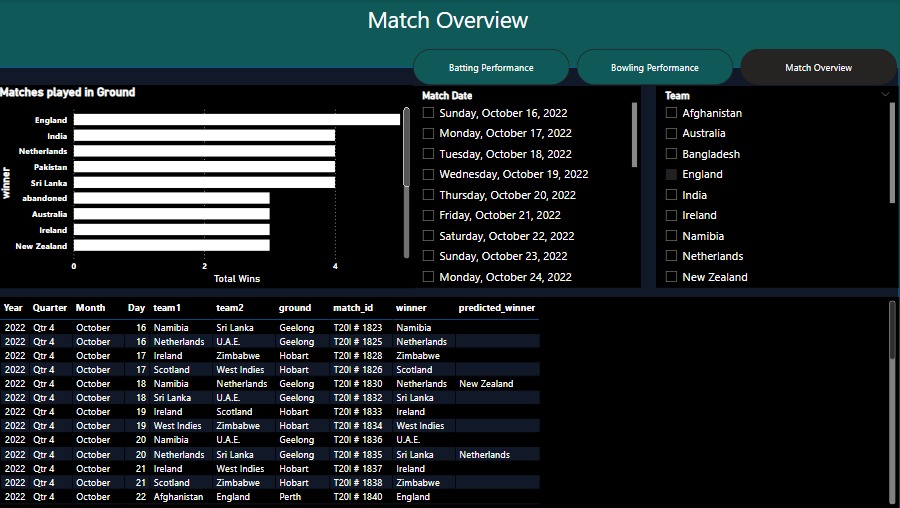 Match Overview
Batting Performance Bowling Performance Match Overview
Matches played in Ground
winner
England
India
Netherlands
Pakistan
Sri Lanka
abandoned
Australia
Ireland
New Zealand
0 2 4
Total Wins
Match Date
Sunday, October 16, 2022
Monday, October 17, 2022
Tuesday, October 18, 2022
Wednesday, October 19, 2022
Thursday, October 20, 2022
Friday, October 21, 2022
Saturday, October 22, 2022
Sunday, October 23, 2022
Monday, October 24, 2022
Team
Afghanistan
Australia
Bangladesh
England
India
Ireland
Namibia
Netherlands
New Zealand
Year Quarter Month Day team1 team2 ground match_id winner predicted_winner
2022 Qtr 4 October 16 Namibia Sri Lanka Geelong T20I # 1823 Namibia
2022 Qtr 4 October 16 Netherlands U.A.E. Geelong T20I # 1825 Netherlands
2022 Qtr 4 October 17 Ireland Zimbabwe Hobart T20I # 1828 Zimbabwe
2022 Qtr 4 October 17 Scotland West Indies Hobart T20I # 1826 Scotland
2022 Qtr 4 October 18 Namibia Netherlands Geelong T20I # 1830 Netherlands New Zealand
2022 Qtr 4 October 18 Sri Lanka U.A.E. Geelong T20I # 1832 Sri Lanka
2022 Qtr 4 October 19 Ireland Scotland Hobart T20I # 1833 Ireland
2022 Qtr 4 October 19 West Indies Zimbabwe Hobart T20I # 1834 West Indies
2022 Qtr 4 October 20 Namibia U.A.E. Geelong T20I # 1836 U.A.E.
2022 Qtr 4 October 20 Netherlands Sri Lanka Geelong T20I # 1835 Sri Lanka Netherlands
2022 Qtr 4 October 21 Ireland West Indies Hobart T20I # 1837 Ireland
2022 Qtr 4 October 21 Scotland Zimbabwe Hobart T20I # 1838 Zimbabwe
2022 Qtr 4 October 22 Afghanistan England Perth T20I # 1840 England